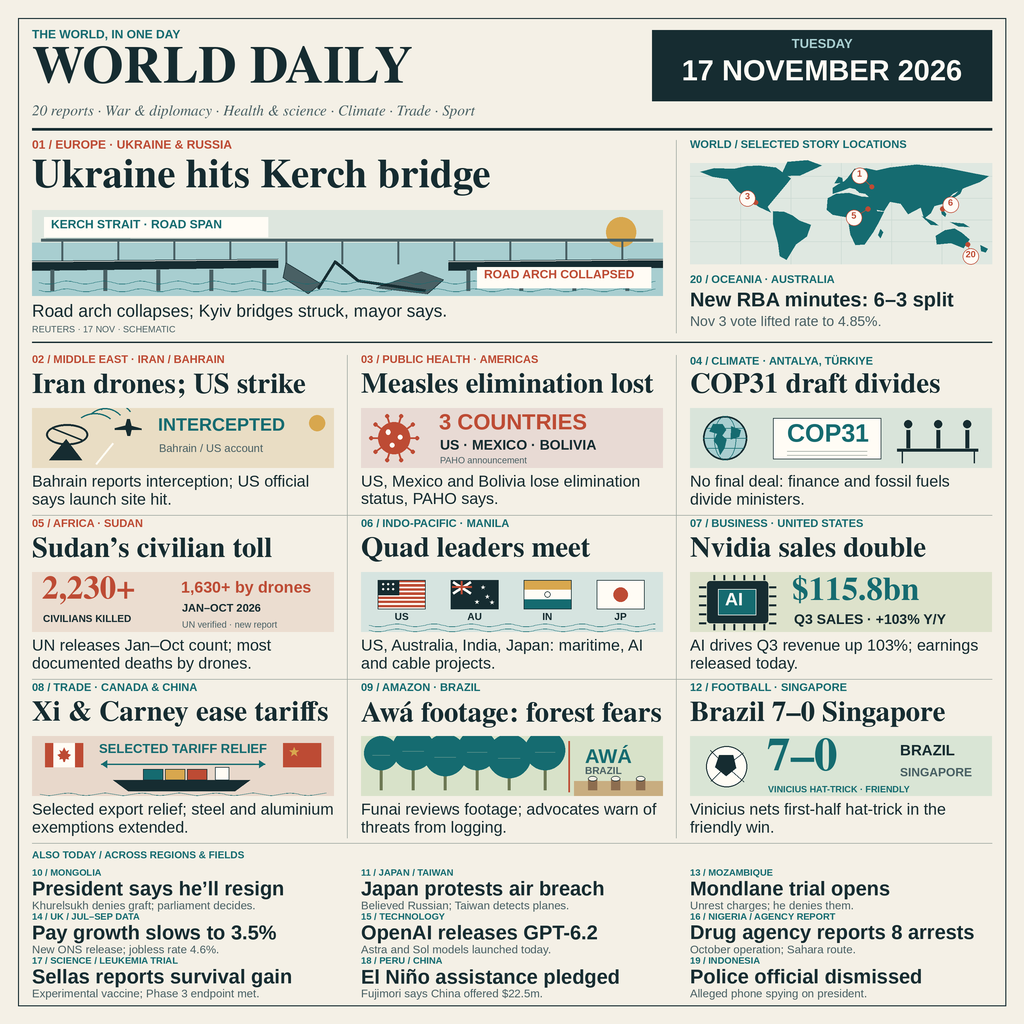 THE WORLD, IN ONE DAY
WORLD DAILY
20 reports · War & diplomacy · Health & science · Climate · Trade · Sport
TUESDAY
17 NOVEMBER 2026
01 / EUROPE · UKRAINE & RUSSIA
Ukraine hits Kerch bridge
KERCH STRAIT · ROAD SPAN
ROAD ARCH COLLAPSED
Road arch collapses; Kyiv bridges struck, mayor says.
REUTERS · 17 NOV · SCHEMATIC
WORLD / SELECTED STORY LOCATIONS
1
3
5
6
20
20 / OCEANIA · AUSTRALIA
New RBA minutes: 6–3 split
Nov 3 vote lifted rate to 4.85%.
02 / MIDDLE EAST · IRAN / BAHRAIN
Iran drones; US strike
INTERCEPTED
Bahrain / US account
Bahrain reports interception; US official
says launch site hit.
03 / PUBLIC HEALTH · AMERICAS
Measles elimination lost
3 COUNTRIES
US · MEXICO · BOLIVIA
PAHO announcement
US, Mexico and Bolivia lose elimination
status, PAHO says.
04 / CLIMATE · ANTALYA, TÜRKIYE
COP31 draft divides
COP31
No final deal: finance and fossil fuels
divide ministers.
05 / AFRICA · SUDAN
Sudan’s civilian toll
2,230+
CIVILIANS KILLED
1,630+ by drones
JAN–OCT 2026
UN verified · new report
UN releases Jan–Oct count; most
documented deaths by drones.
06 / INDO-PACIFIC · MANILA
Quad leaders meet
US
AU
IN
JP
US, Australia, India, Japan: maritime, AI
and cable projects.
07 / BUSINESS · UNITED STATES
Nvidia sales double
AI
$115.8bn
Q3 SALES · +103% Y/Y
AI drives Q3 revenue up 103%; earnings
released today.
08 / TRADE · CANADA & CHINA
Xi & Carney ease tariffs
SELECTED TARIFF RELIEF
Selected export relief; steel and aluminium
exemptions extended.
09 / AMAZON · BRAZIL
Awá footage: forest fears
AWÁ
BRAZIL
Funai reviews footage; advocates warn of
threats from logging.
12 / FOOTBALL · SINGAPORE
Brazil 7–0 Singapore
7–0
BRAZIL
SINGAPORE
VINICIUS HAT-TRICK · FRIENDLY
Vinicius nets first-half hat-trick in the
friendly win.
ALSO TODAY / ACROSS REGIONS & FIELDS
10 / MONGOLIA
President says he’ll resign
Khurelsukh denies graft; parliament decides.
11 / JAPAN / TAIWAN
Japan protests air breach
Believed Russian; Taiwan detects planes.
13 / MOZAMBIQUE
Mondlane trial opens
Unrest charges; he denies them.
14 / UK / JUL–SEP DATA
Pay growth slows to 3.5%
New ONS release; jobless rate 4.6%.
15 / TECHNOLOGY
OpenAI releases GPT-6.2
Astra and Sol models launched today.
16 / NIGERIA / AGENCY REPORT
Drug agency reports 8 arrests
October operation; Sahara route.
17 / SCIENCE / LEUKEMIA TRIAL
Sellas reports survival gain
Experimental vaccine; Phase 3 endpoint met.
18 / PERU / CHINA
El Niño assistance pledged
Fujimori says China offered $22.5m.
19 / INDONESIA
Police official dismissed
Alleged phone spying on president.